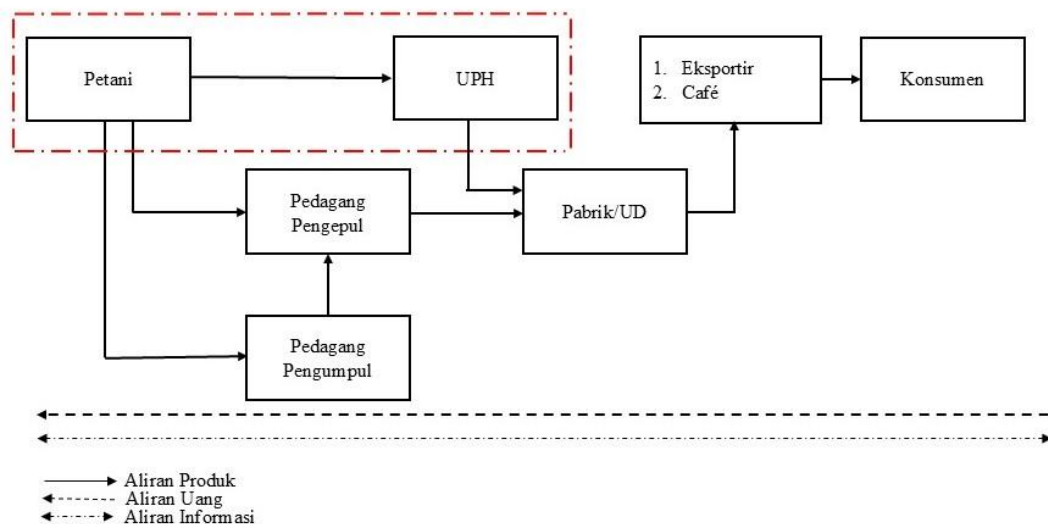 Petani
UPH
1. Eksportir
2. Café
Konsumen
Pedagang
Pengepul
Pabrik/UD
Pedagang
Pengumpul
Aliran Produk
Aliran Uang
Aliran Informasi